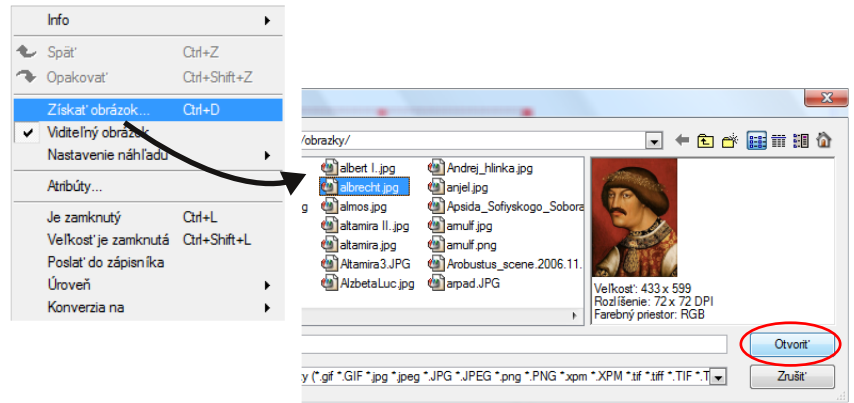 Info
Späť Ctrl+Z
Opakovať Ctrl+Shift+Z
Získať obrázok... Ctrl+D
Viditeľný obrázok
Nastavenie náhľadu
Atribúty...
Je zamknutý Ctrl+L
Veľkosť je zamknutá Ctrl+Shift+L
Poslať do zápisníka
Úroveň
Konverzia na
/obrazky/
albert I..jpg
albrecht.jpg
almos.jpg
altamira II..jpg
altamira.jpg
Altamira3.JPG
AlzbetaLuc.jpg
Andrej_hlinka.jpg
anjel.jpg
Apsida_Sofiyskogo_Sobora
arnulf.jpg
arnulf.png
Arobustus_scene.2006.11.
arpad.JPG
g
Veľkosť: 433 x 599
Rozlíšenie: 72 x 72 DPI
Farebný priestor: RGB
Otvoriť
y (*.gif *.GIF *.jpg *.jpeg *.JPG *.JPEG *.png *.PNG *.xpm *.XPM *.tif *.tiff *.TIF *.T
Zrušiť